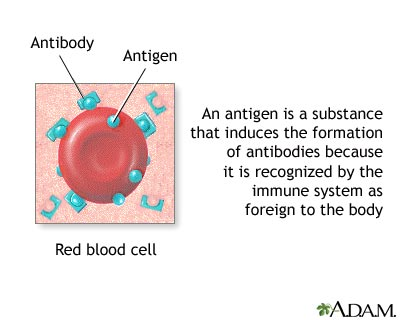 Antibody
Antigen
An antigen is a substance
that induces the formation
of antibodies because
it is recognized by the
immune system as
foreign to the body
Red blood cell
ADAM.